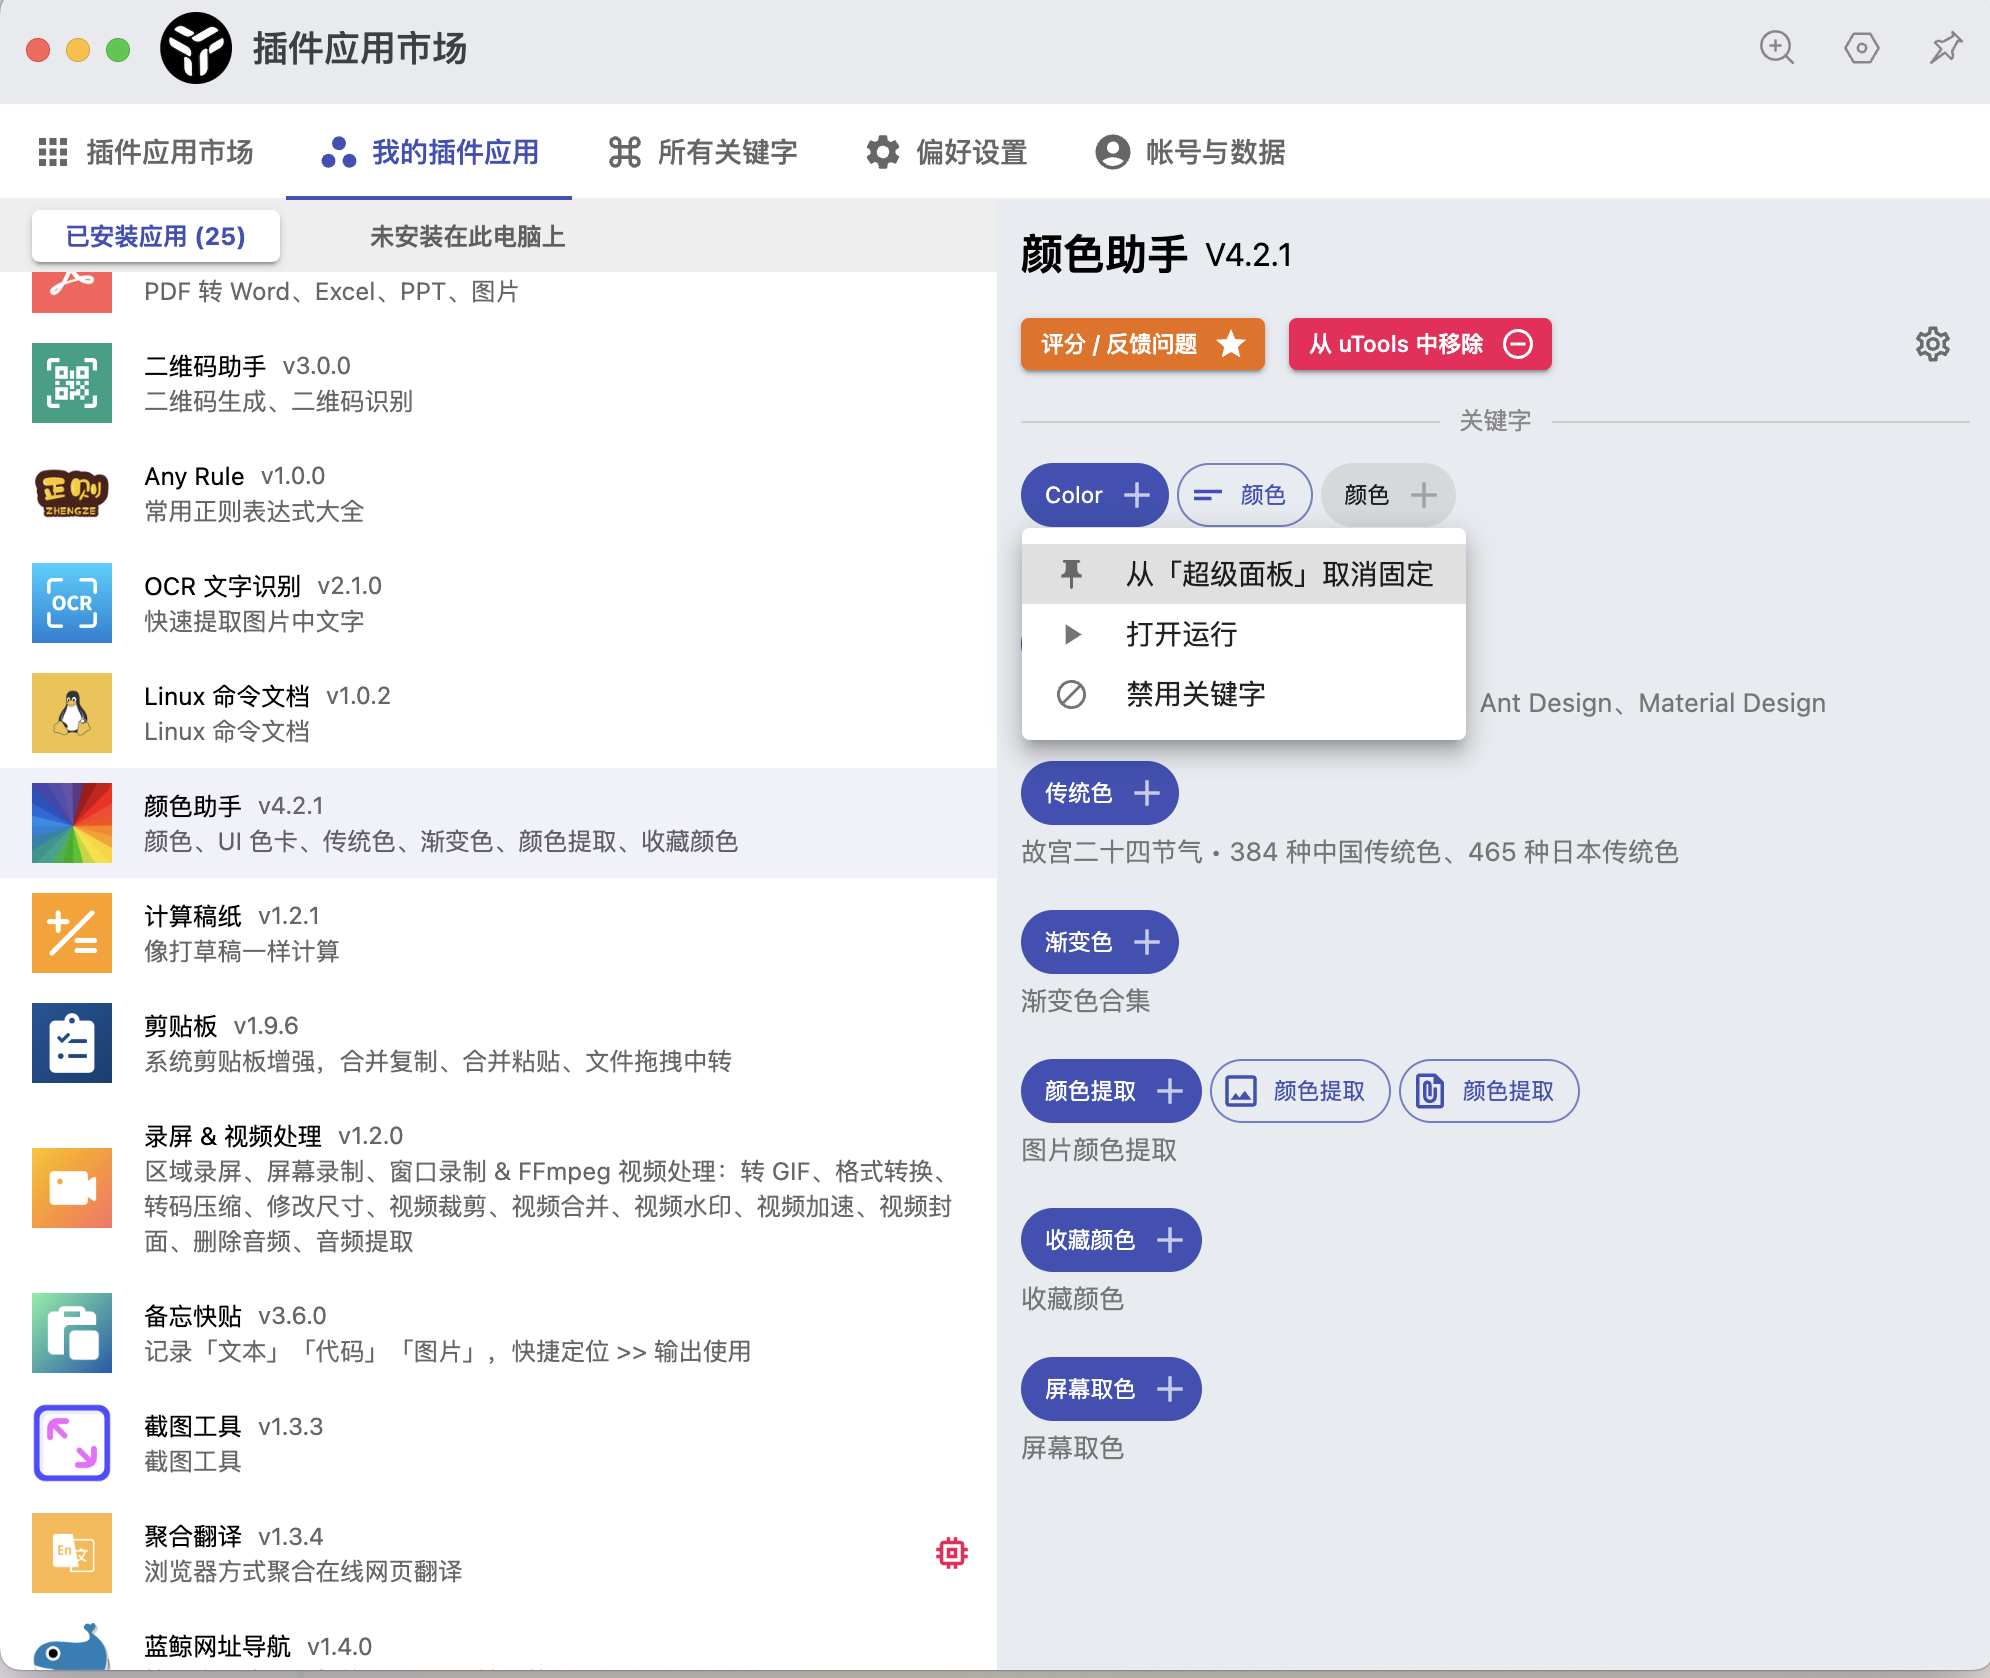 插件应用市场
插件应用市场
我的插件应用
所有关键字
偏好设置
帐号与数据
已安装应用 (25)
未安装在此电脑上
PDF 转 Word、Excel、PPT、图片
二维码助手 v3.0.0
二维码生成、二维码识别
正则
ZHENGZE
Any Rule v1.0.0
常用正则表达式大全
OCR
OCR 文字识别 v2.1.0
快速提取图片中文字
Linux 命令文档 v1.0.2
Linux 命令文档
颜色助手 v4.2.1
颜色、UI 色卡、传统色、渐变色、颜色提取、收藏颜色
计算稿纸 v1.2.1
像打草稿一样计算
剪贴板 v1.9.6
系统剪贴板增强，合并复制、合并粘贴、文件拖拽中转
录屏 & 视频处理 v1.2.0
区域录屏、屏幕录制、窗口录制 & FFmpeg 视频处理：转 GIF、格式转换、
转码压缩、修改尺寸、视频裁剪、视频合并、视频水印、视频加速、视频封
面、删除音频、音频提取
备忘快贴 v3.6.0
记录「文本」「代码」「图片」，快捷定位 >> 输出使用
截图工具 v1.3.3
截图工具
En 文
聚合翻译 v1.3.4
浏览器方式聚合在线网页翻译
蓝鲸网址导航 v1.4.0
颜色助手 V4.2.1
评分 / 反馈问题
从 uTools 中移除
关键字
Color
颜色
颜色
从「超级面板」取消固定
打开运行
禁用关键字
Ant Design、Material Design
传统色
故宫二十四节气 • 384 种中国传统色、465 种日本传统色
渐变色
渐变色合集
颜色提取
颜色提取
颜色提取
图片颜色提取
收藏颜色
收藏颜色
屏幕取色
屏幕取色